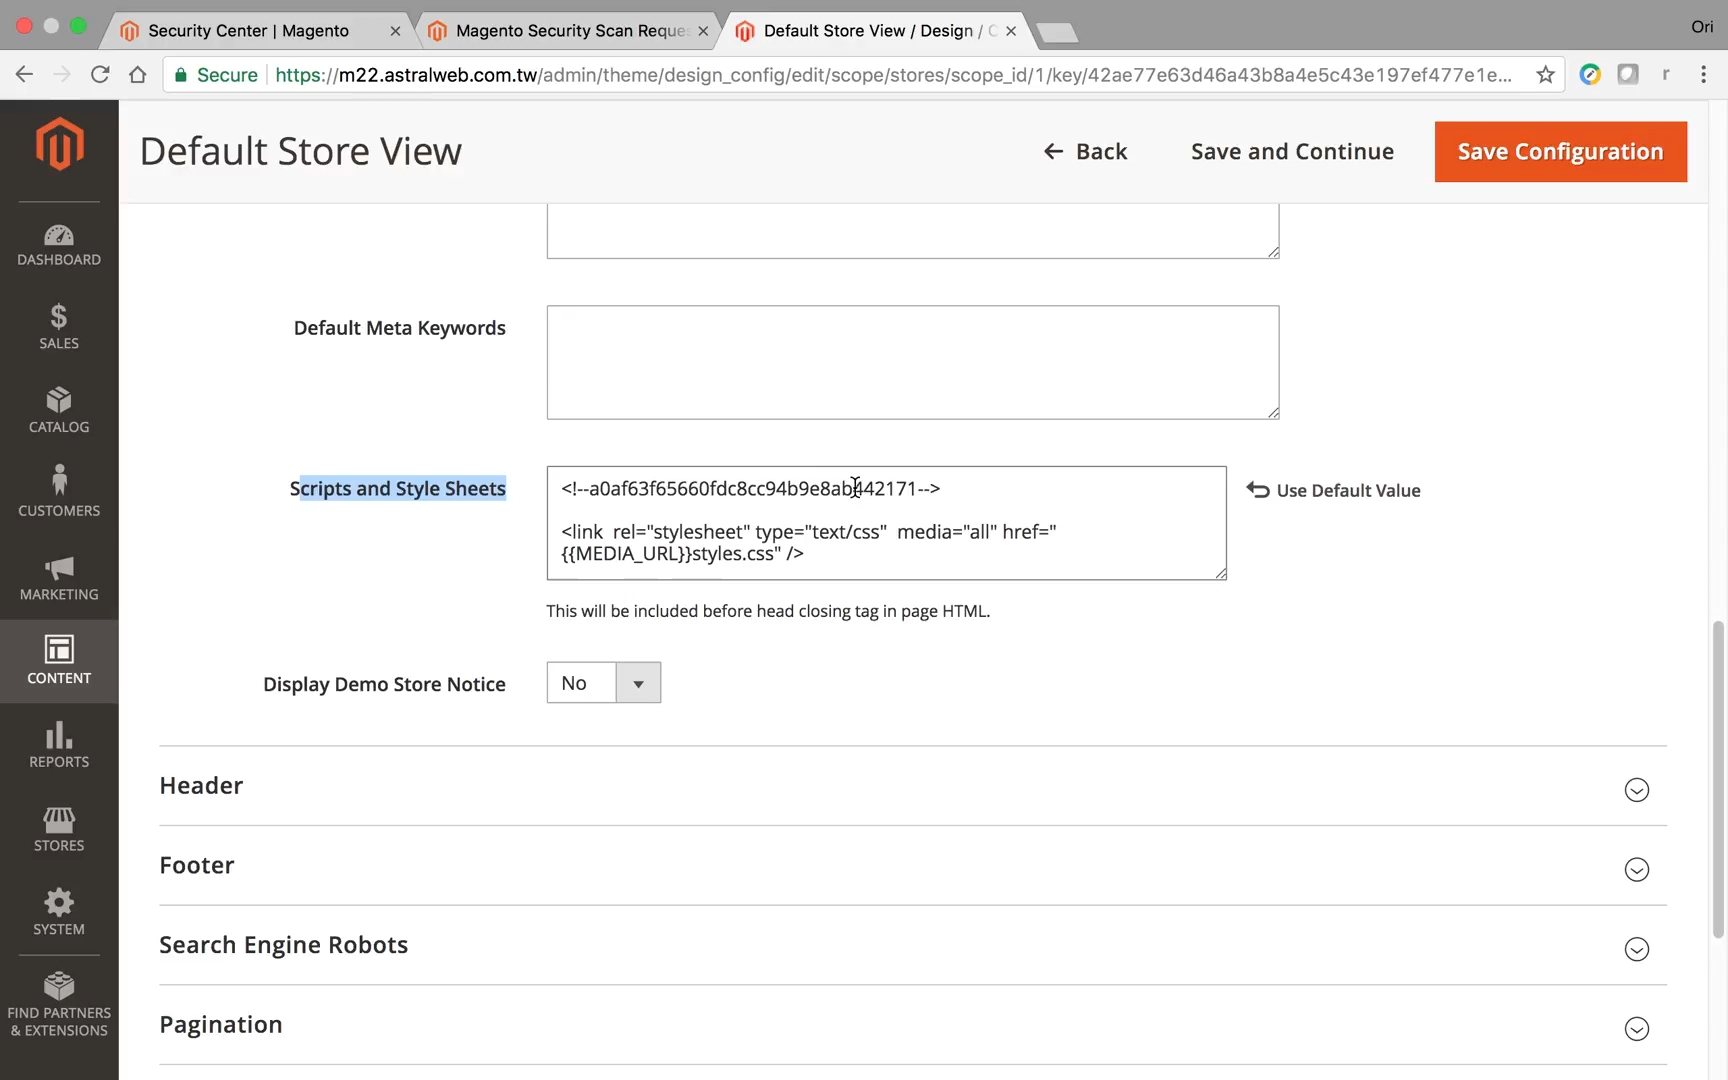 Security Center | Magento
Magento Security Scan Reque
Default Store View / Design / C
Ori
Secure
https://m22.astralweb.com.tw/admin/theme/design_config/edit/scope/stores/scope_id/1/key/42ae77e63d46a43b8a4e5c43e197ef477e1e...
r
Default Store View
Back
Save and Continue
Save Configuration
DASHBOARD
SALES
CATALOG
CUSTOMERS
MARKETING
CONTENT
REPORTS
STORES
SYSTEM
FIND PARTNERS
& EXTENSIONS
Default Meta Keywords
Scripts and Style Sheets
<!--a0af63f65660fdc8cc94b9e8ab442171-->
<link  rel="stylesheet" type="text/css"  media="all" href="
{{MEDIA_URL}}styles.css" />
Use Default Value
This will be included before head closing tag in page HTML.
Display Demo Store Notice
No
Header
Footer
Search Engine Robots
Pagination